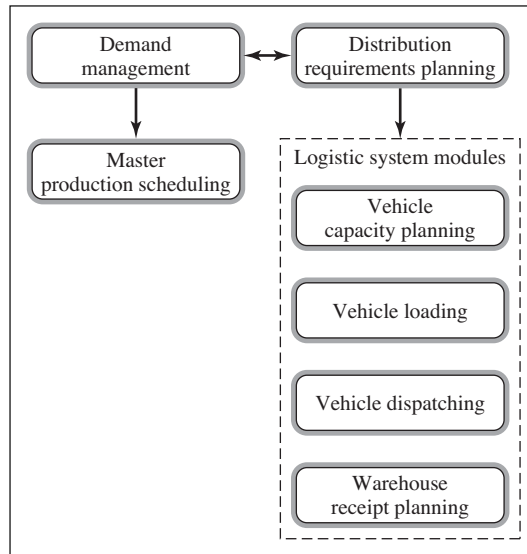 Demand
management
Distribution
requirements planning
Master
production scheduling
Logistic system modules
Vehicle
capacity planning
Vehicle loading
Vehicle dispatching
Warehouse
receipt planning